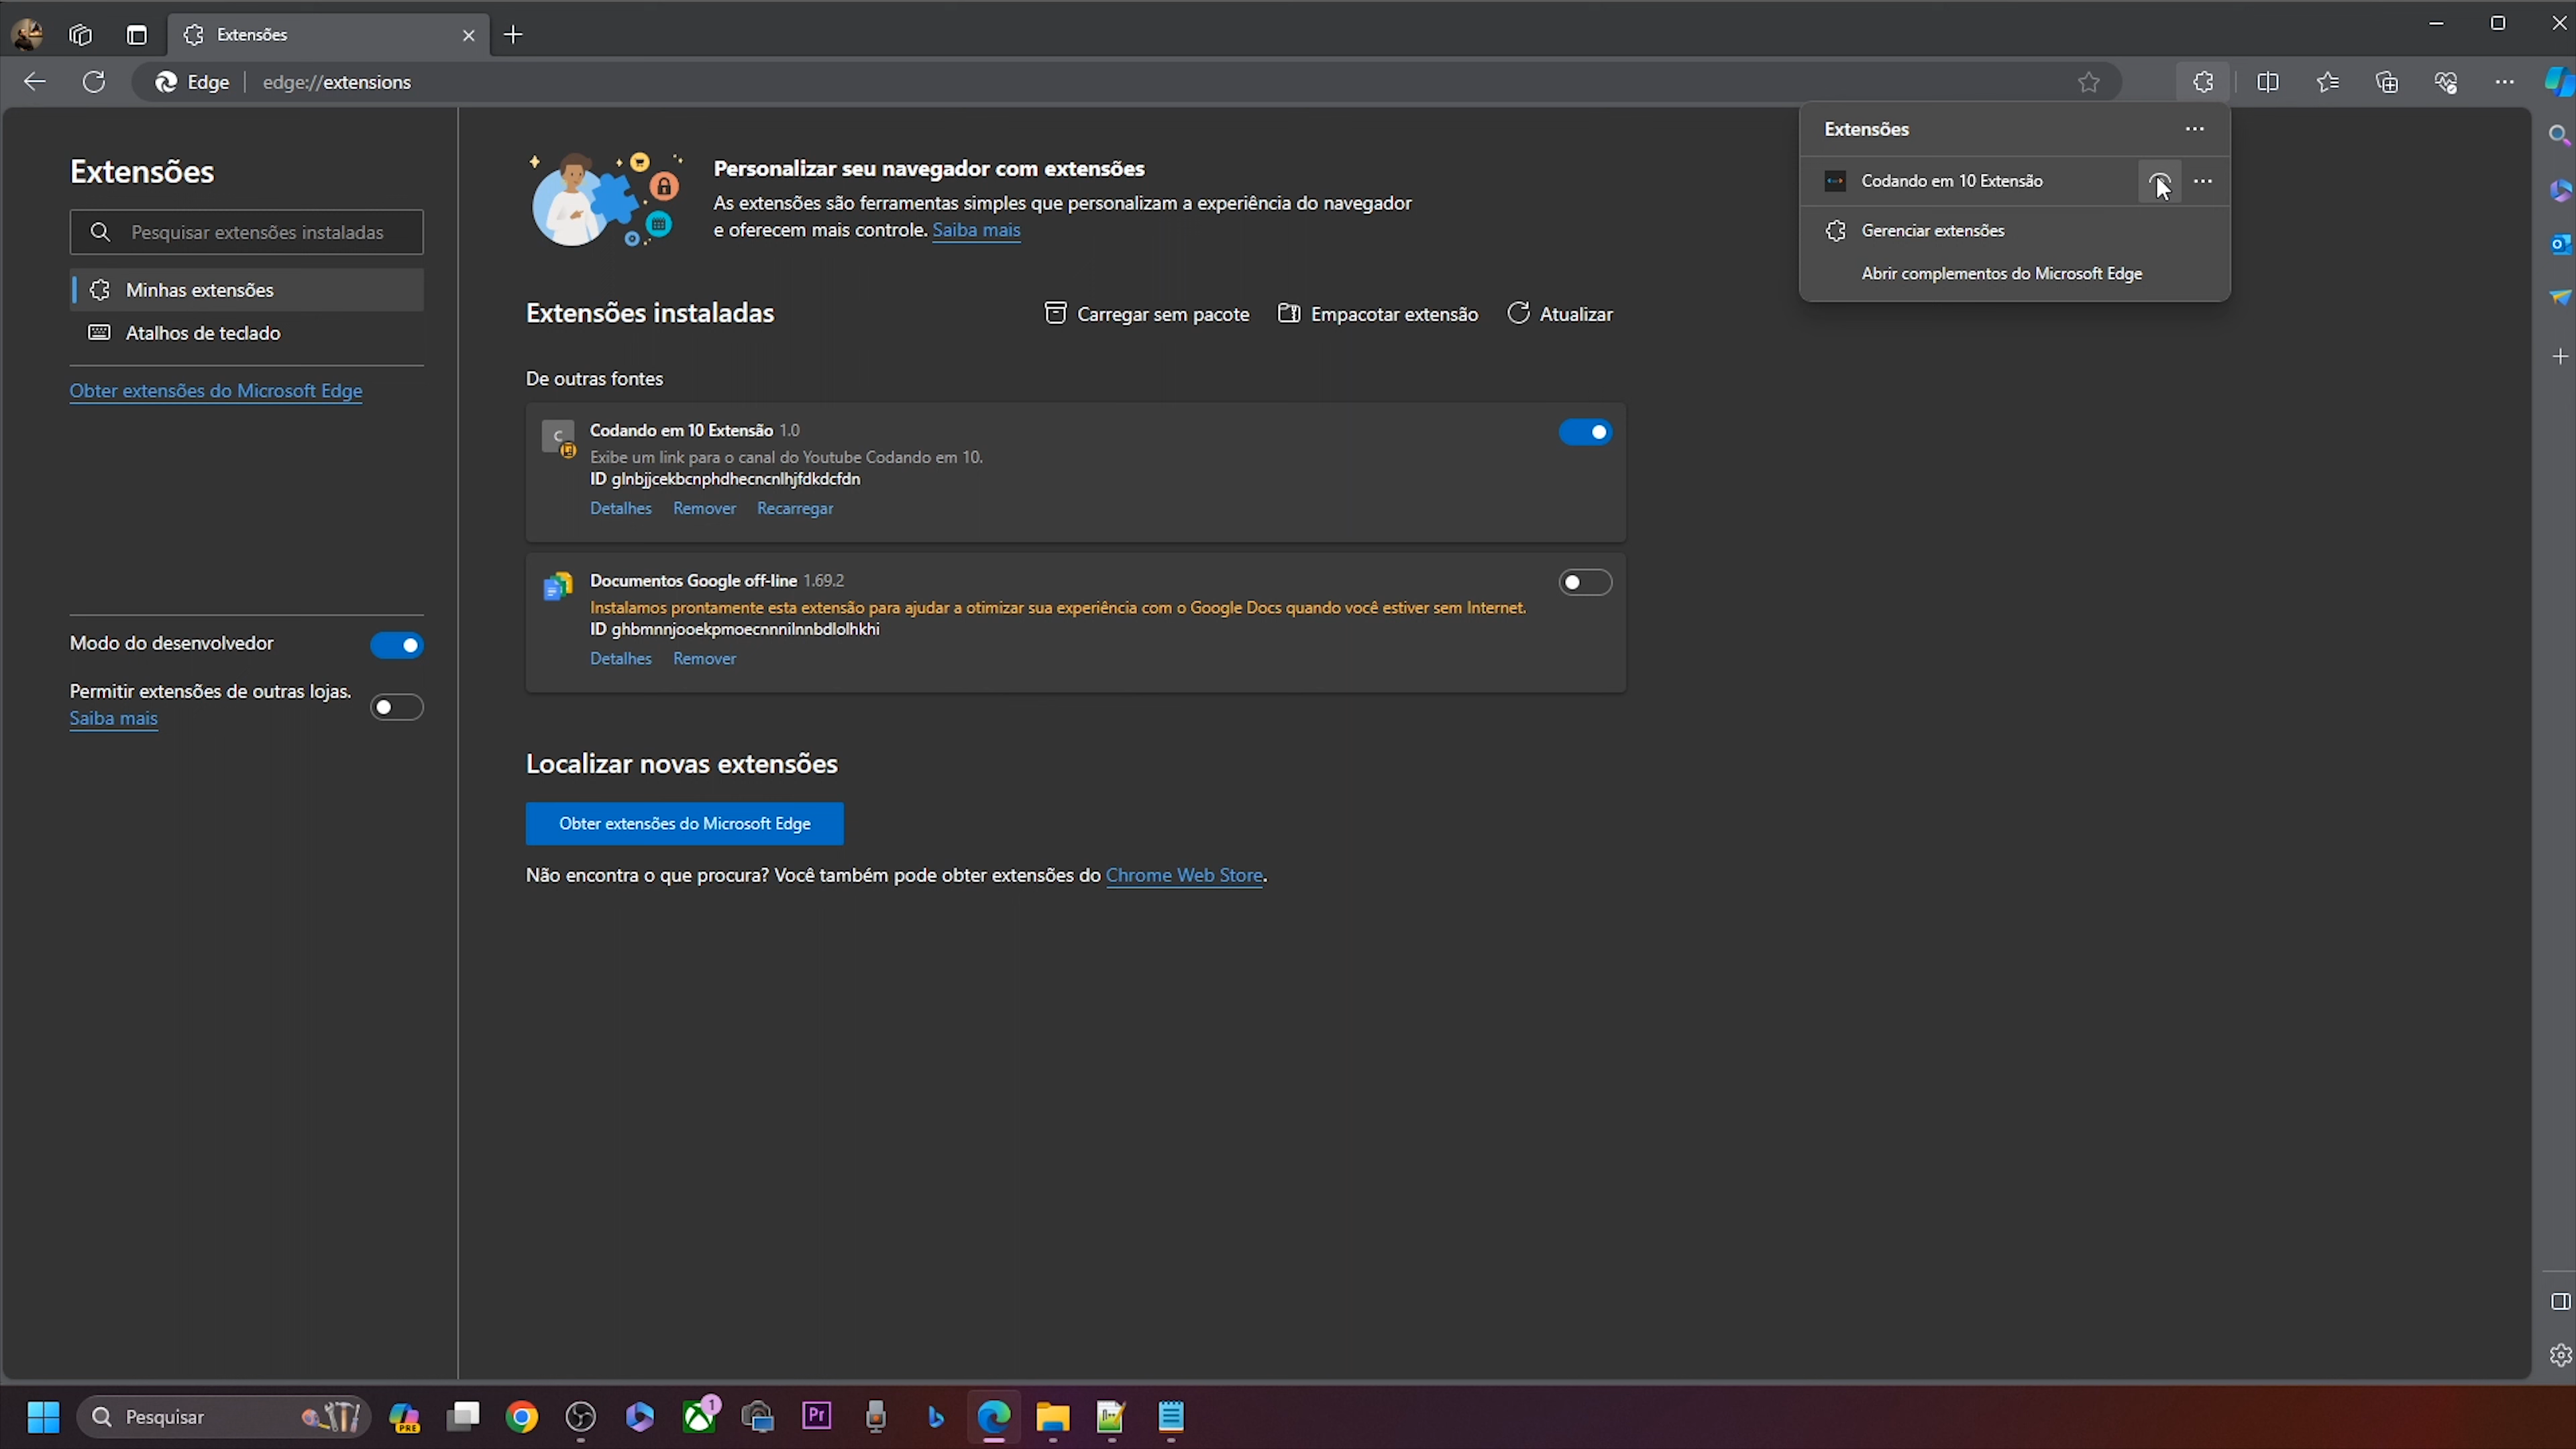 Extensões
Edge
edge://extensions
Extensões
Codando em 10 Extensão
Gerenciar extensões
Abrir complementos do Microsoft Edge
Extensões
Pesquisar extensões instaladas
Minhas extensões
Atalhos de teclado
Obter extensões do Microsoft Edge
Modo do desenvolvedor
Permitir extensões de outras lojas.
Saiba mais
Personalizar seu navegador com extensões
As extensões são ferramentas simples que personalizam a experiência do navegador
e oferecem mais controle. Saiba mais
Extensões instaladas
Carregar sem pacote
Empacotar extensão
Atualizar
De outras fontes
C
Codando em 10 Extensão 1.0
Exibe um link para o canal do Youtube Codando em 10.
ID glnbjjcekbcnphdhecncnlhjfdkdcfdn
Detalhes Remover Recarregar
Documentos Google off-line 1.69.2
Instalamos prontamente esta extensão para ajudar a otimizar sua experiência com o Google Docs quando você estiver sem Internet.
ID ghbmnnjooekpmoecnnnilnnbdlolhkhi
Detalhes Remover
Localizar novas extensões
Obter extensões do Microsoft Edge
Não encontra o que procura? Você também pode obter extensões do Chrome Web Store.
Pesquisar
PRE
1
Pr